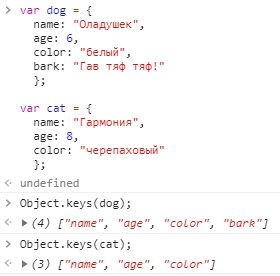 var dog = {
name: "Оладушек",
age: 6,
color: "белый",
bark: "Гав тяф тяф!"
};
var cat = {
name: "Гармония",
age: 8,
color: "черепаховый"
};
undefined
Object.keys(dog);
(4) ["name", "age", "color", "bark"]
Object.keys(cat);
(3) ["name", "age", "color"]